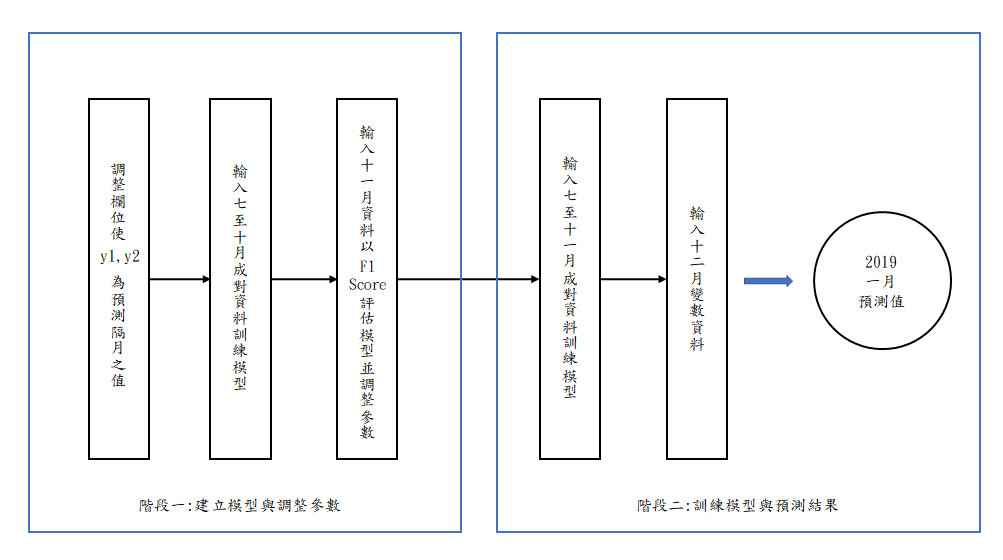 調整欄位使y1,y2為預測隔月之值
輸入七至十月成對資料訓練模型
輸入十一月資料以F1 Score評估模型並調整參數
階段一:建立模型與調整參數
輸入七至十一月成對資料訓練模型
輸入十二月變數資料
2019
一月
預測值
階段二:訓練模型與預測結果